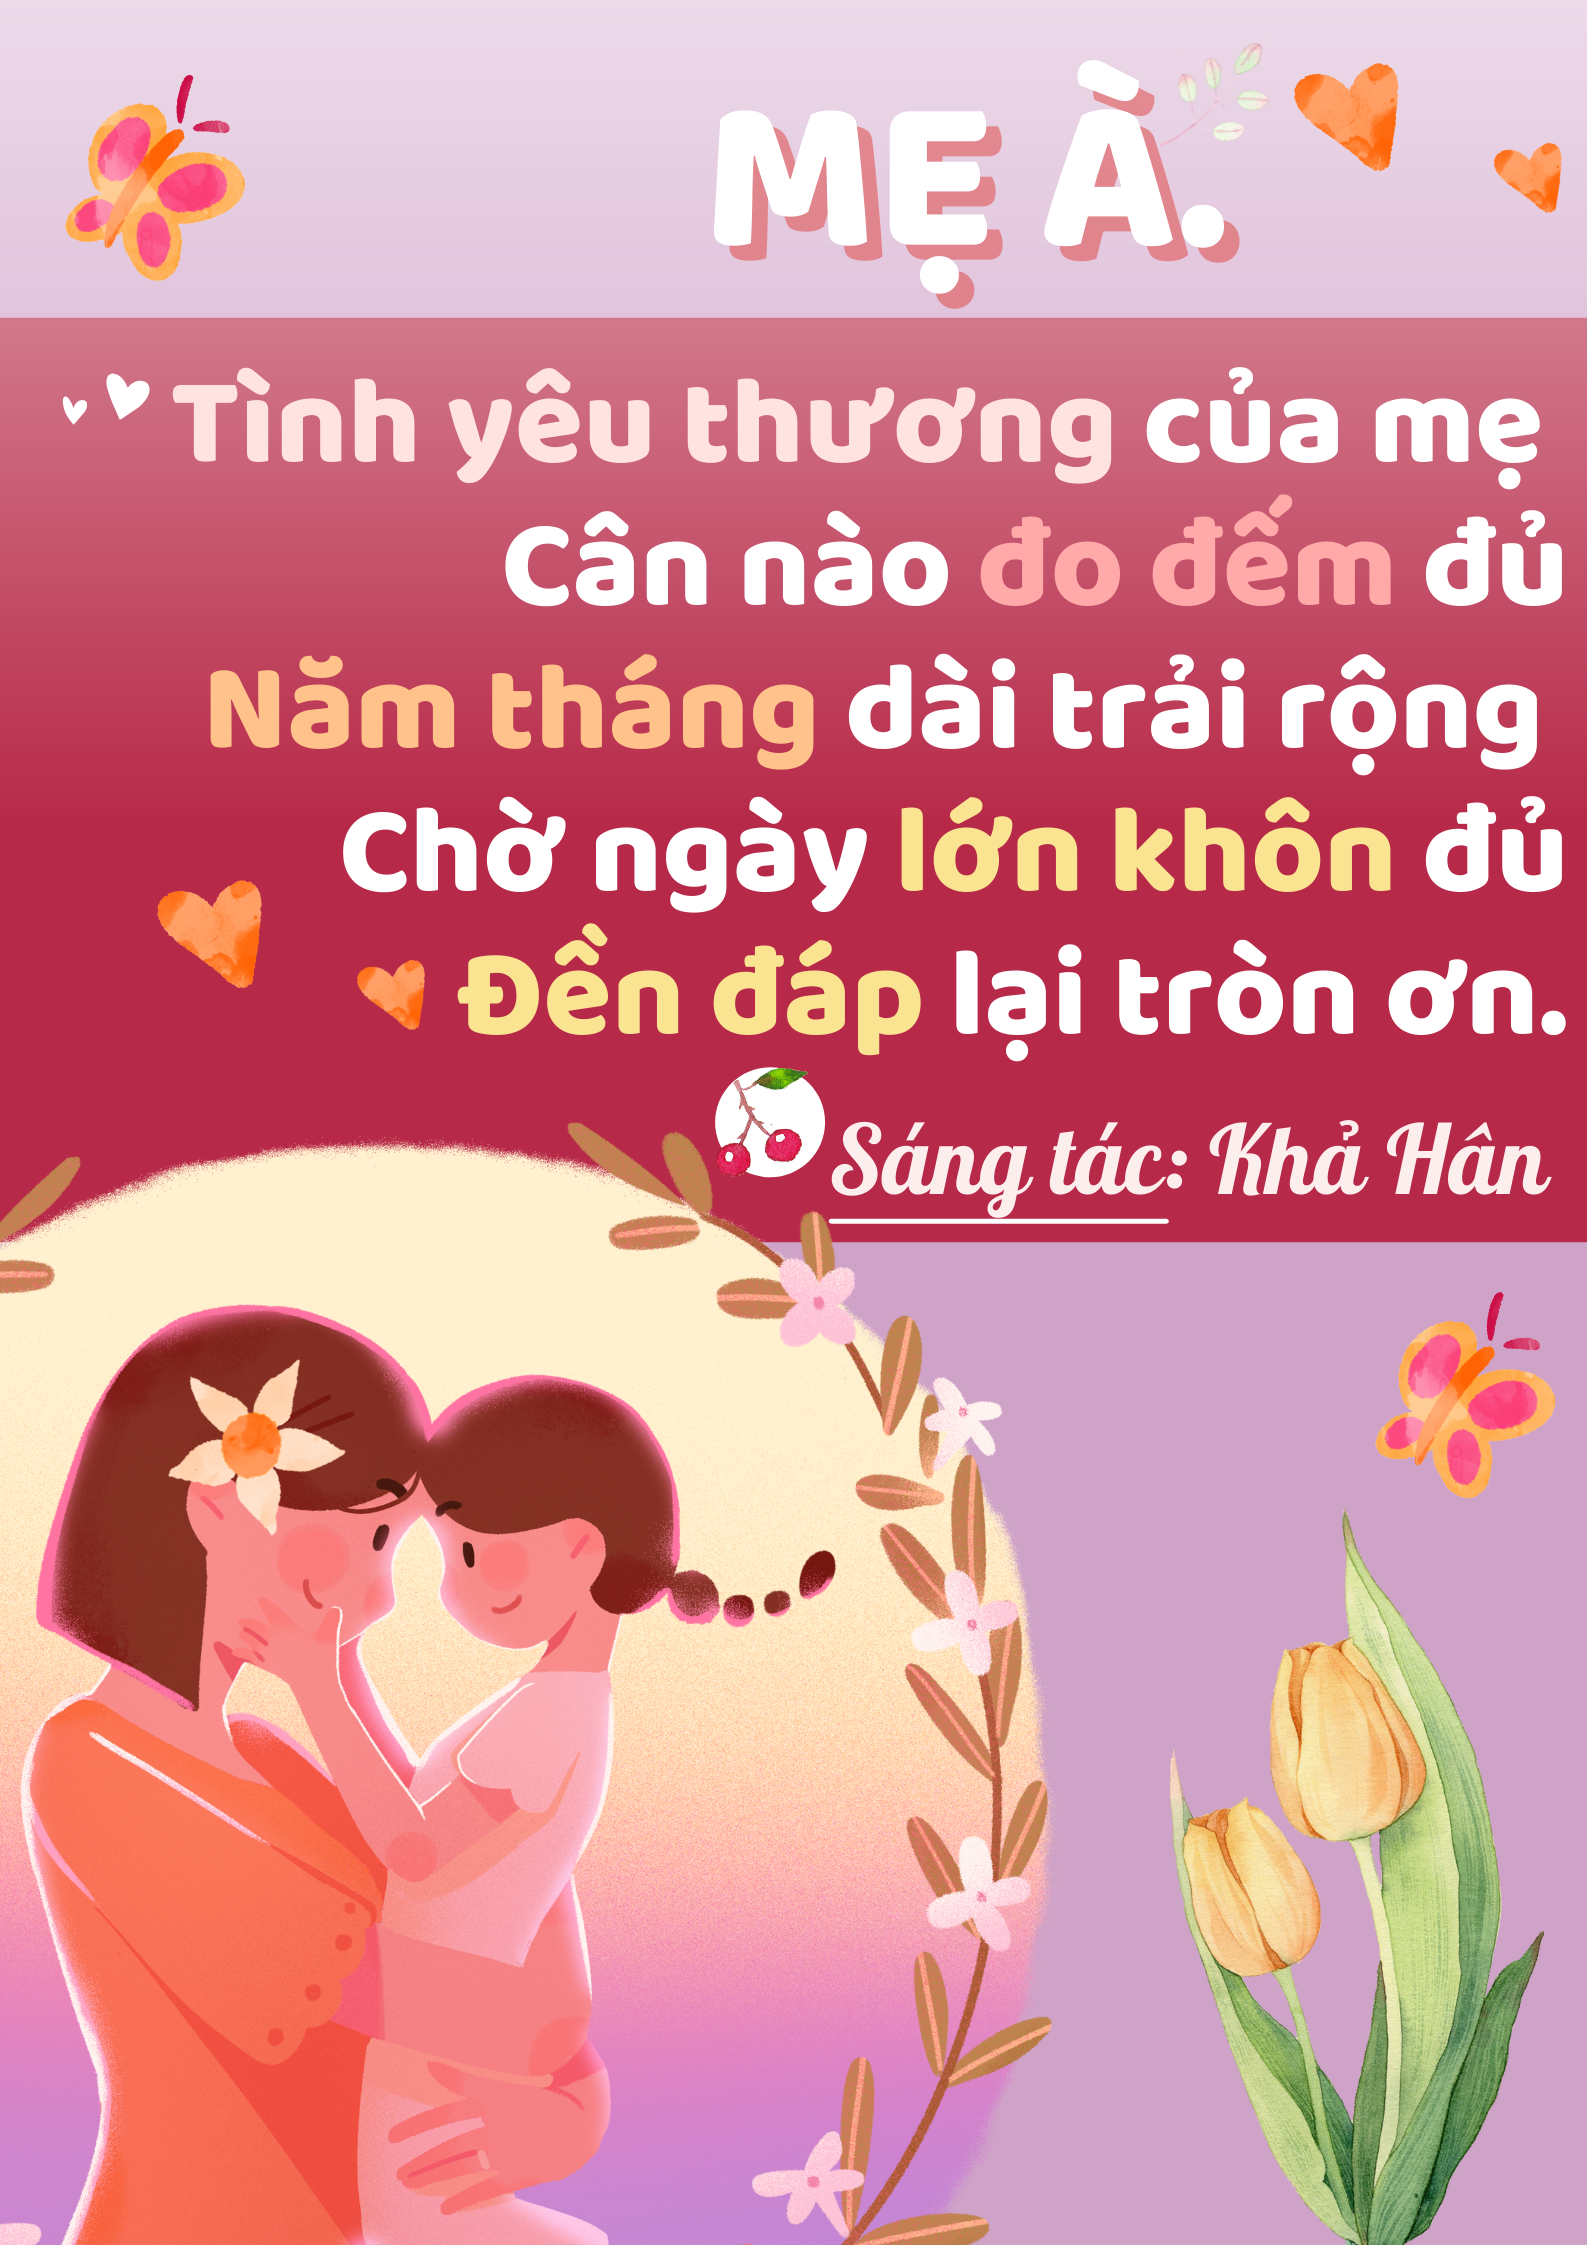 MẸ À.
Tình yêu thương của mẹ
Cân nào đo đếm đủ
Năm tháng dài trải rộng
Chờ ngày lớn khôn đủ
Đền đáp lại tròn ơn.
Sáng tác: Khả Hân